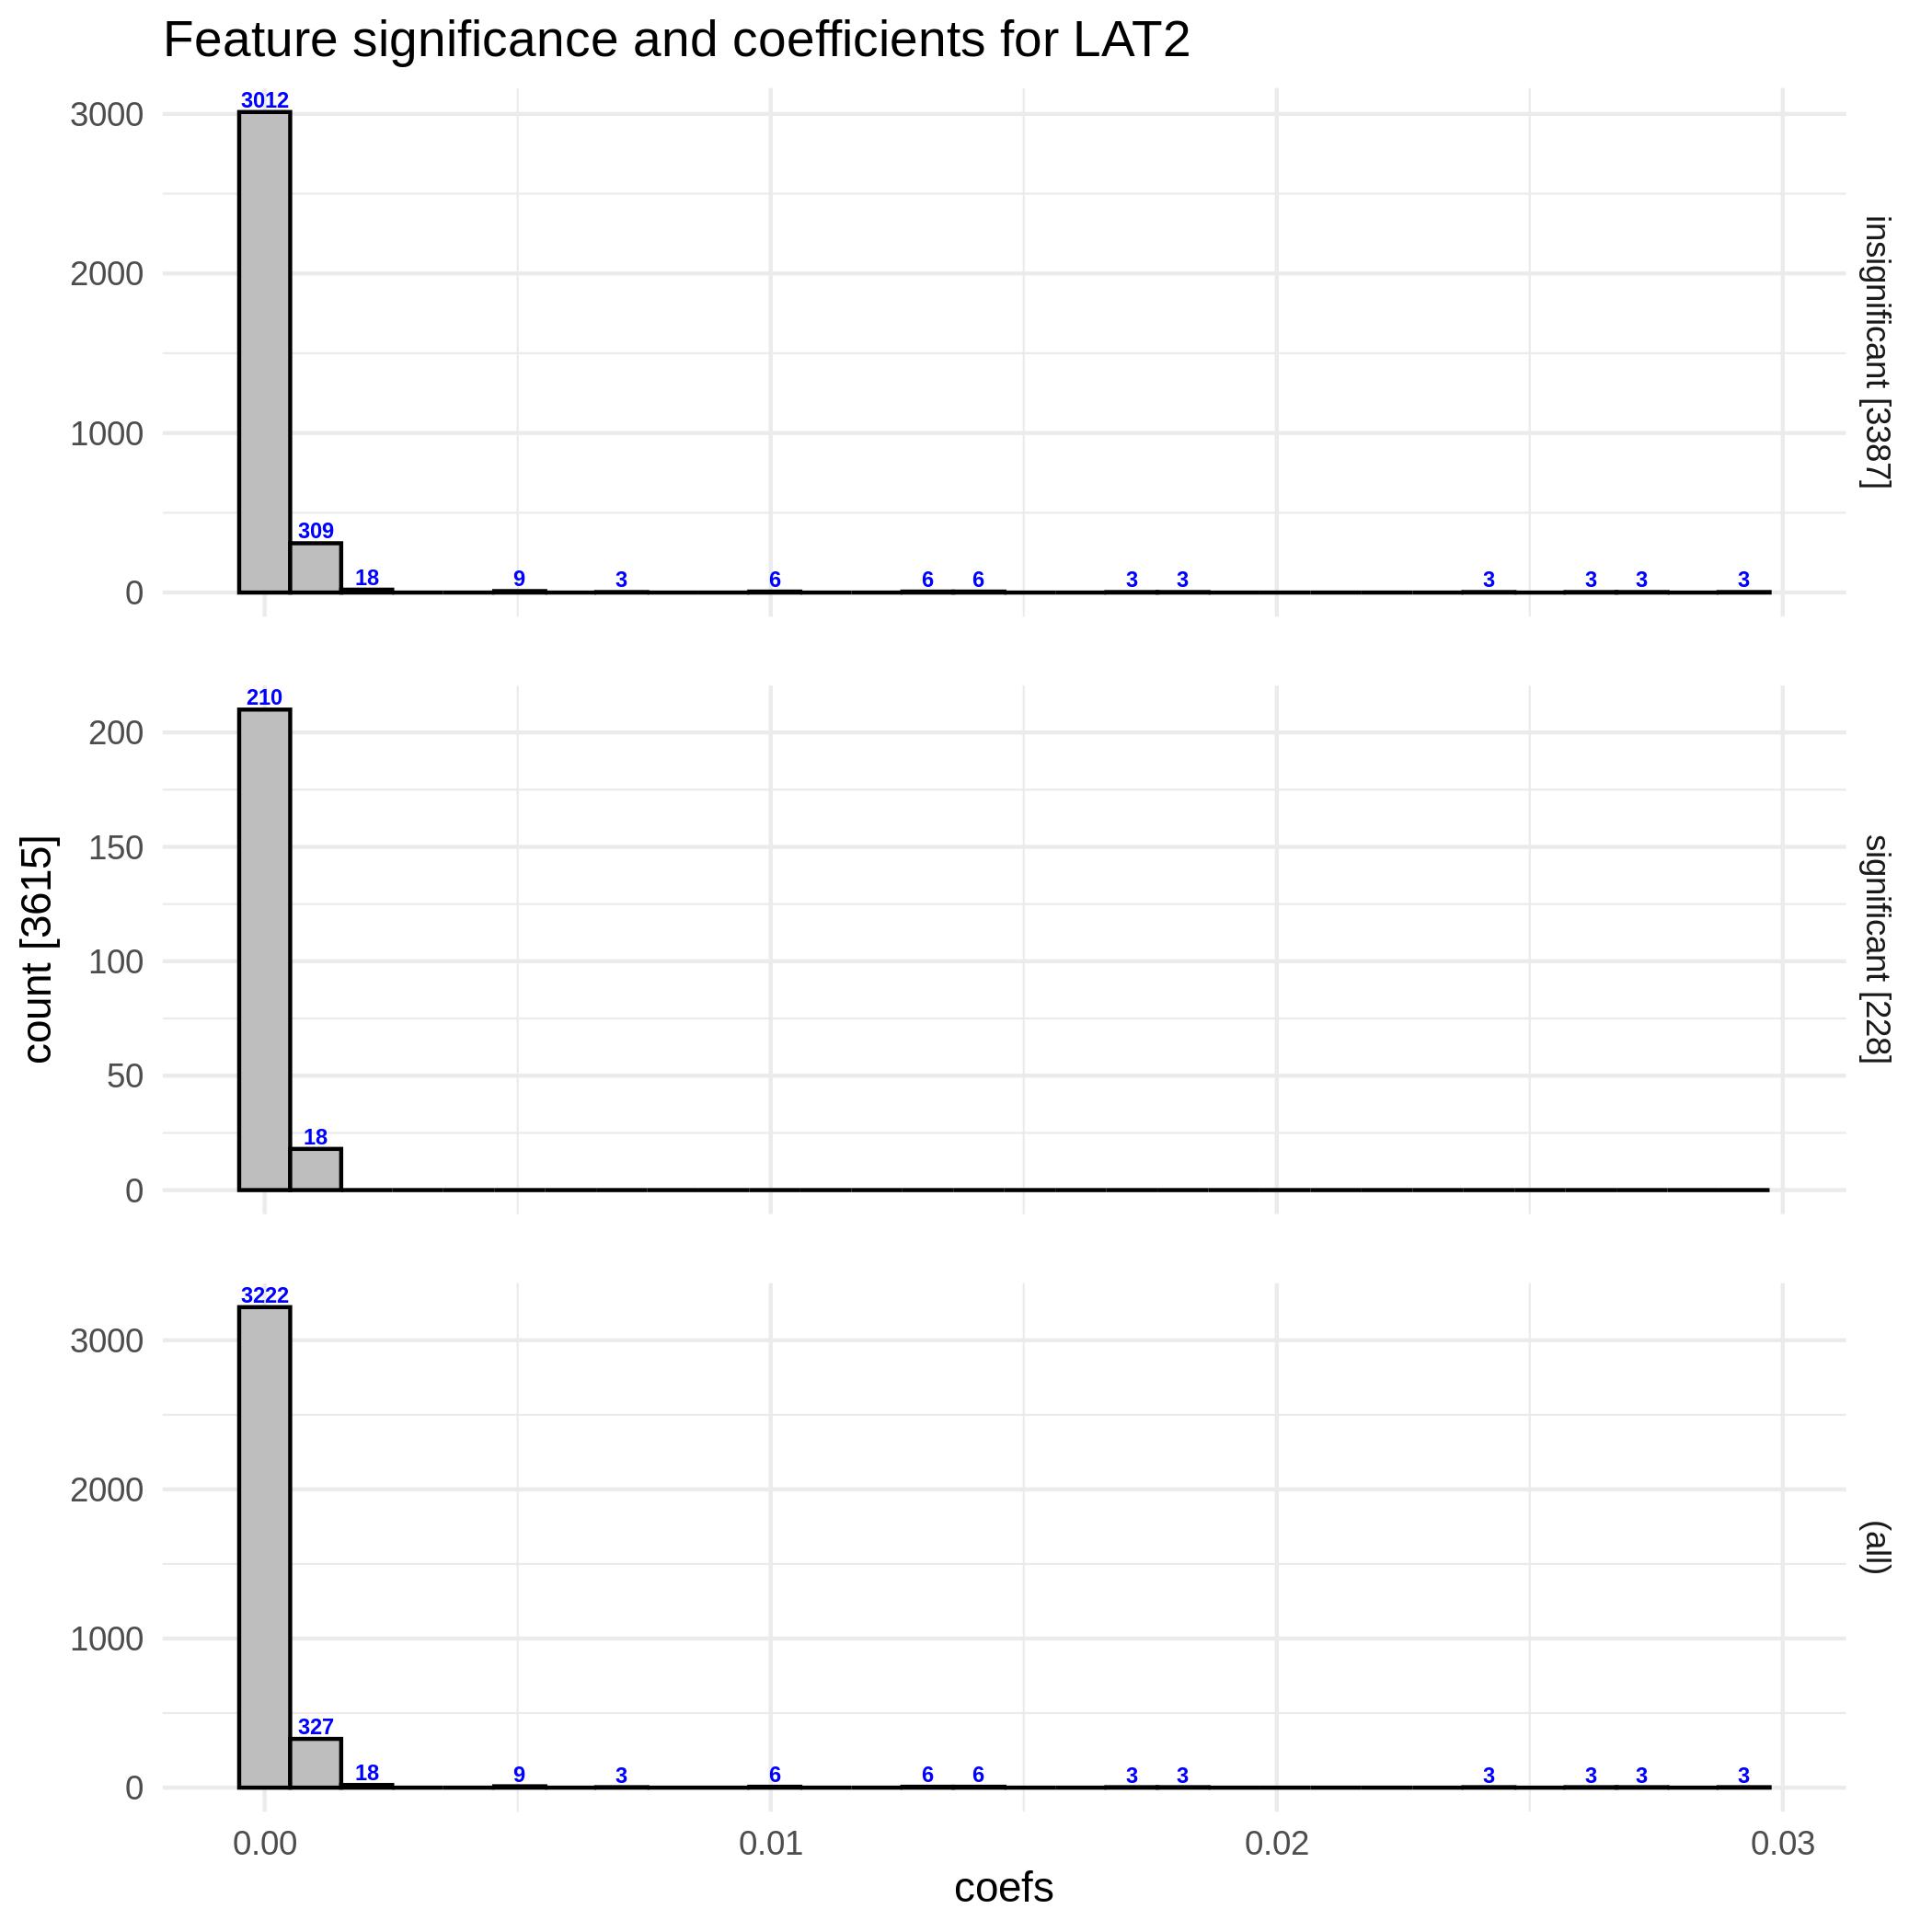 Feature significance and coefficients for LAT2
3012
3000
2000
1000
309
18 9 3 6 6 6 3 3 3 3 3 3
0
insignificant [3387]
210
200
150
100
50
18
0
significant [228]
count [3615]
3222
3000
2000
1000
327
18 9 3 6 6 6 3 3 3 3 3 3
0
(all)
0.00 0.01 0.02 0.03
coefs